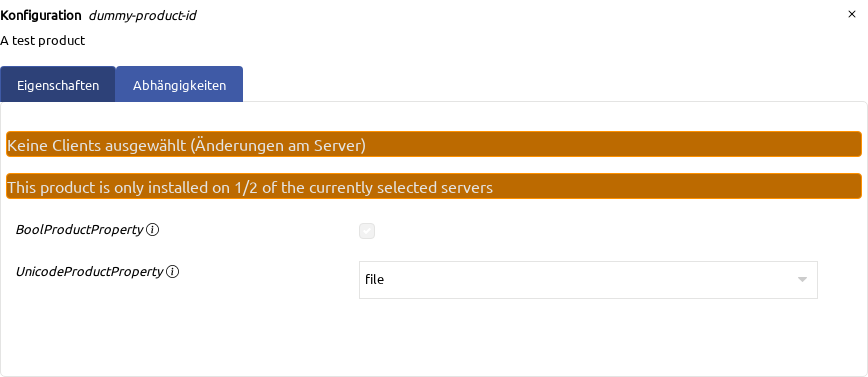 Konfiguration dummy-product-id
A test product
Eigenschaften Abhängigkeiten
Keine Clients ausgewählt (Änderungen am Server)
This product is only installed on 1/2 of the currently selected servers
BoolProductProperty
UnicodeProductProperty file